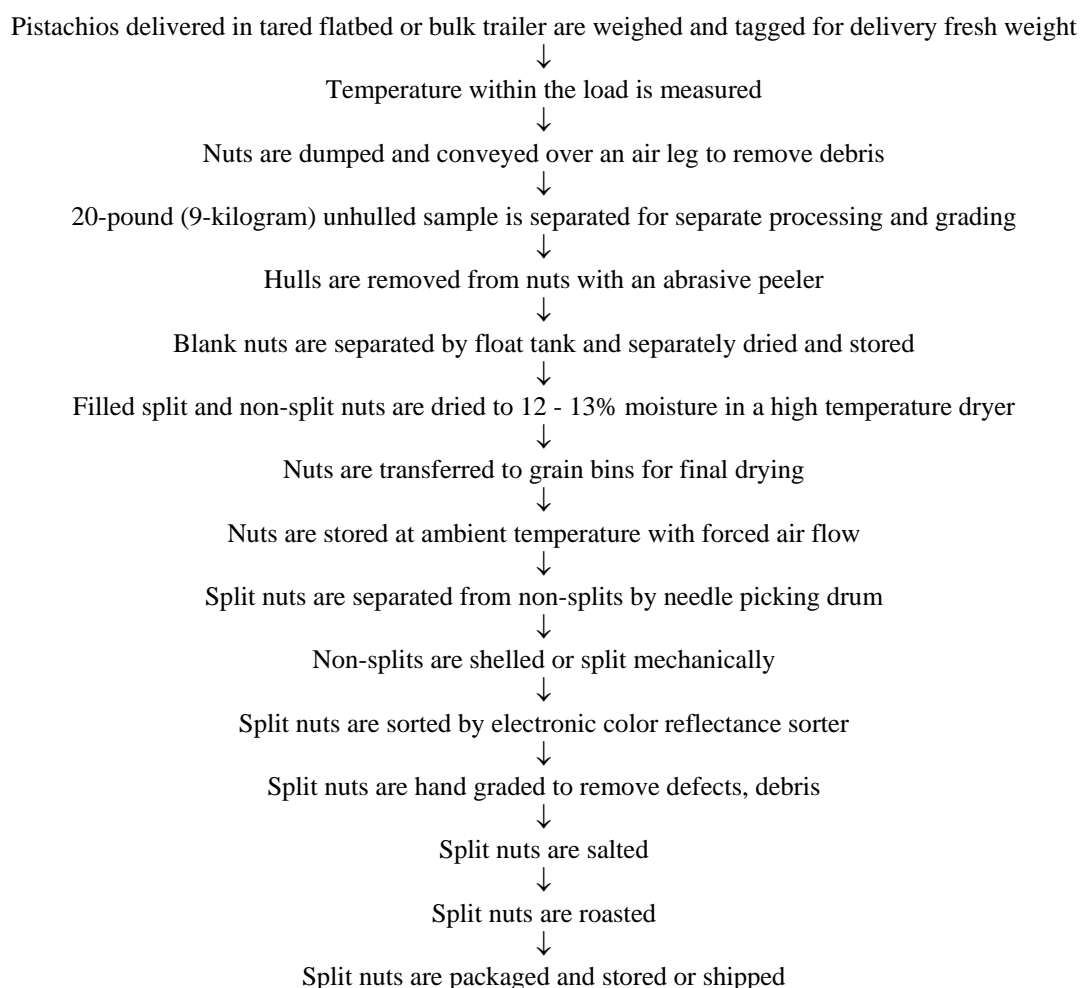 Pistachios delivered in tared flatbed or bulk trailer are weighed and tagged for delivery fresh weight
↓
Temperature within the load is measured
↓
Nuts are dumped and conveyed over an air leg to remove debris
↓
20-pound (9-kilogram) unhulled sample is separated for separate processing and grading
↓
Hulls are removed from nuts with an abrasive peeler
↓
Blank nuts are separated by float tank and separately dried and stored
↓
Filled split and non-split nuts are dried to 12 - 13% moisture in a high temperature dryer
↓
Nuts are transferred to grain bins for final drying
↓
Nuts are stored at ambient temperature with forced air flow
↓
Split nuts are separated from non-splits by needle picking drum
↓
Non-splits are shelled or split mechanically
↓
Split nuts are sorted by electronic color reflectance sorter
↓
Split nuts are hand graded to remove defects, debris
↓
Split nuts are salted
↓
Split nuts are roasted
↓
Split nuts are packaged and stored or shipped